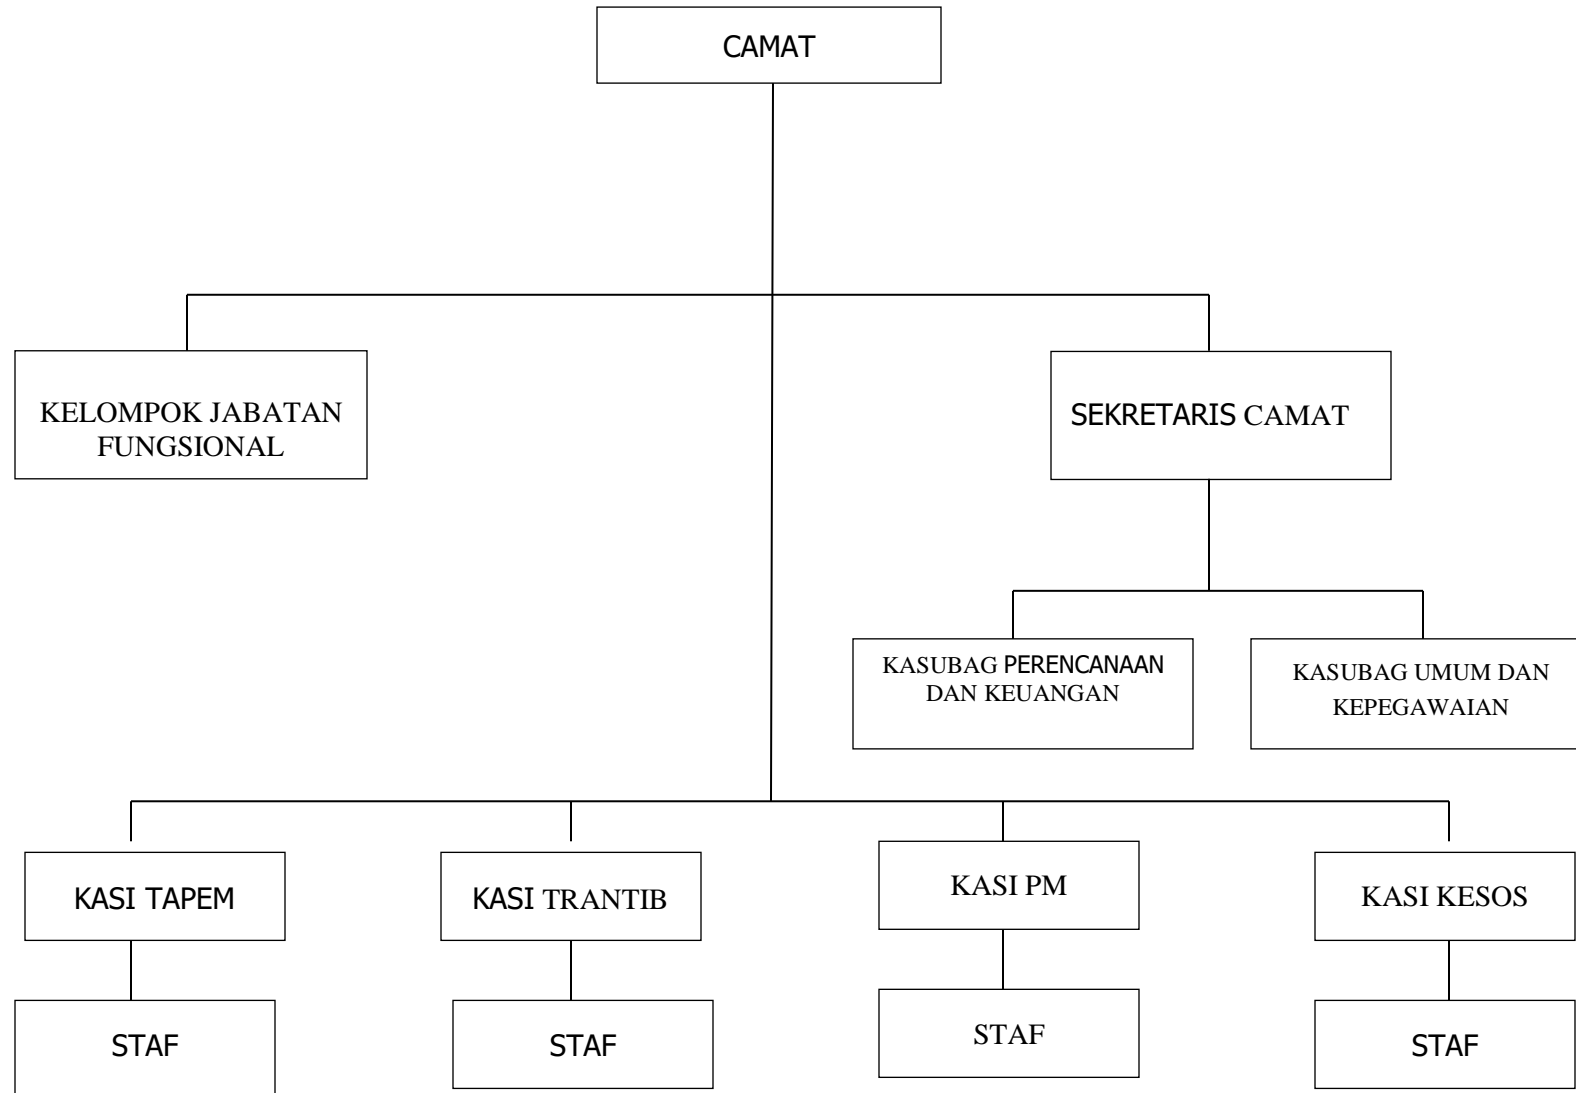 CAMAT
KELOMPOK JABATAN
FUNGSIONAL
SEKRETARIS CAMAT
KASUBAG PERENCANAAN
DAN KEUANGAN
KASUBAG UMUM DAN
KEPEGAWAIAN
KASI TAPEM
KASI TRANTIB
KASI PM
KASI KESOS
STAF
STAF
STAF
STAF